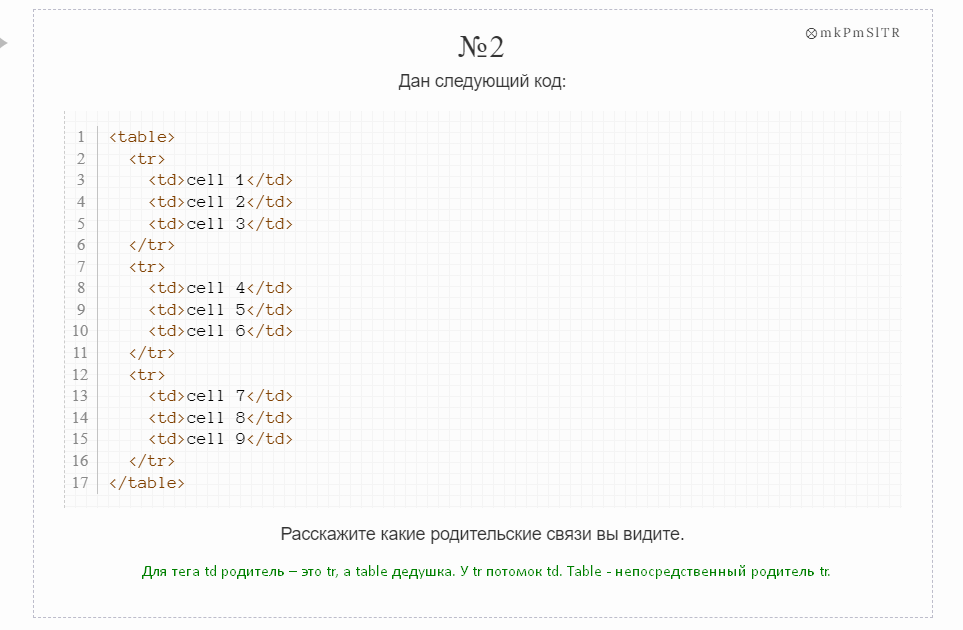 ⊗mkPmSlTR
№2
Дан следующий код:
1 <table>
2 <tr>
3 <td>cell 1</td>
4 <td>cell 2</td>
5 <td>cell 3</td>
6 </tr>
7 <tr>
8 <td>cell 4</td>
9 <td>cell 5</td>
10 <td>cell 6</td>
11 </tr>
12 <tr>
13 <td>cell 7</td>
14 <td>cell 8</td>
15 <td>cell 9</td>
16 </tr>
17 </table>
Расскажите какие родительские связи вы видите.
Для тега td родитель – это tr, а table дедушка. У tr потомок td. Table - непосредственный родитель tr.